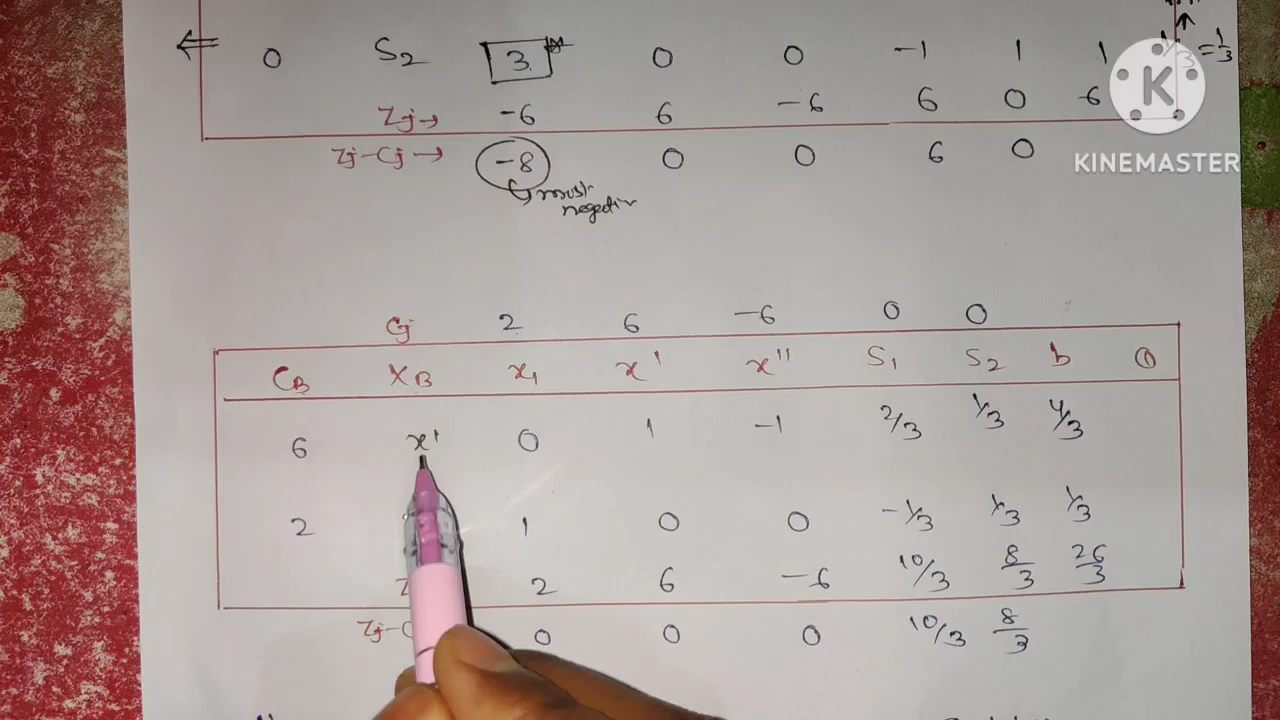 0 S2 3 0 0 -1 1 1 = 1/3
Zj→ -6 6 -6 6 0 -6
Zj-Cj→ -8 0 0 6 0
KINEMASTER
most
negative
Cj 2 6 -6 0 0
CB XB x1 x' x'' S1 S2 b θ
6 x' 0 1 -1 2/3 1/3 4/3
2 1 0 0 -1/3 1/3 1/3
2 6 -6 10/3 8/3 26/3
Zj- 0 0 0 10/3 8/3